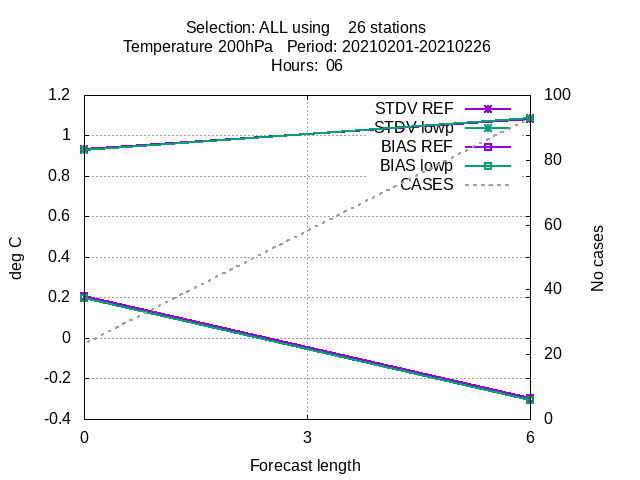 Selection: ALL using 26 stations
Temperature 200hPa Period: 20210201-20210226
Hours: 06
1.2
1
0.8
0.6
0.4
0.2
0
-0.2
-0.4
deg C
STDV REF
STDV lowp
BIAS REF
BIAS lowp
CASES
100
80
60
40
20
0
No cases
0 3 6
Forecast length